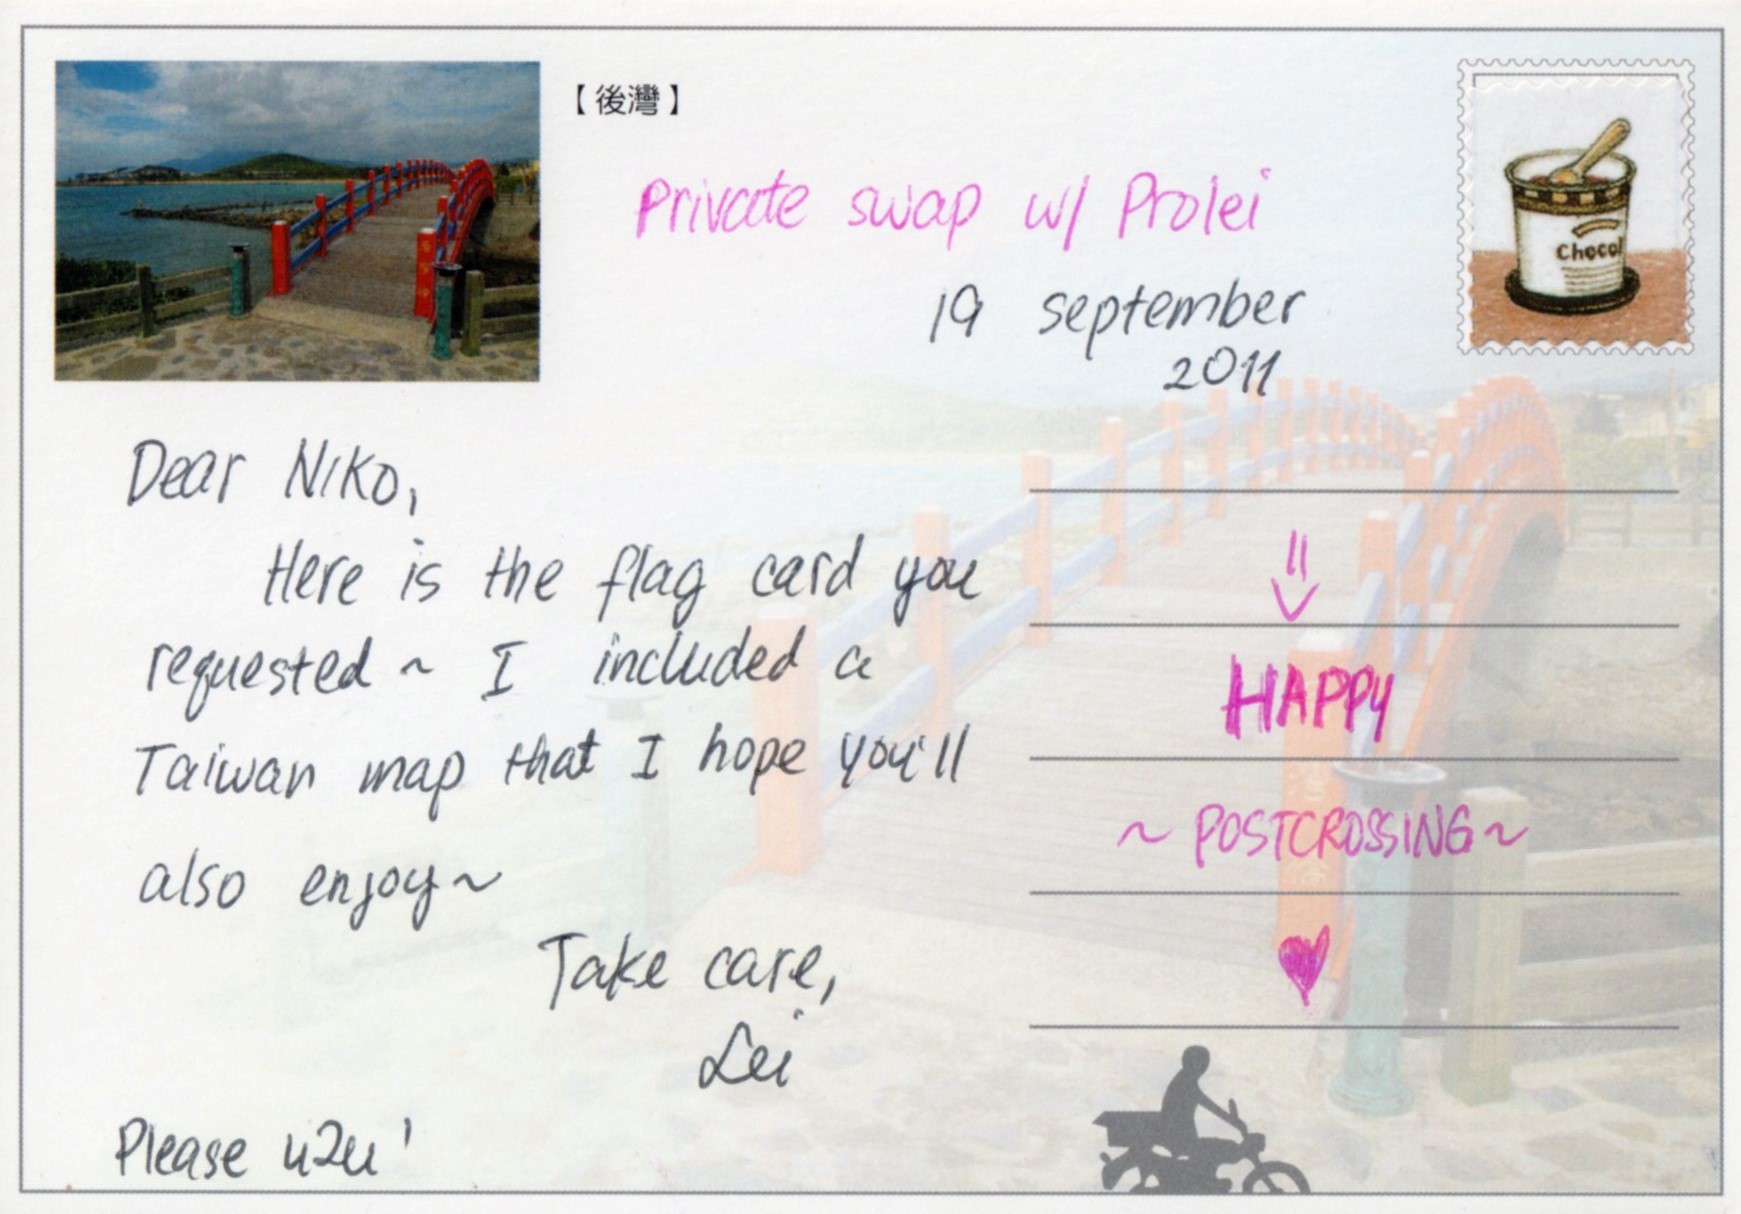 【後灣】
Private swap w/ Prolei
19 september
2011
Chocol
Dear Niko,
Here is the flag card you
requested ~ I included a
Taiwan map that I hope you'll
also enjoy ~
Take care,
Lei
Please u2u'
HAPPY
~ POSTCROSSING ~